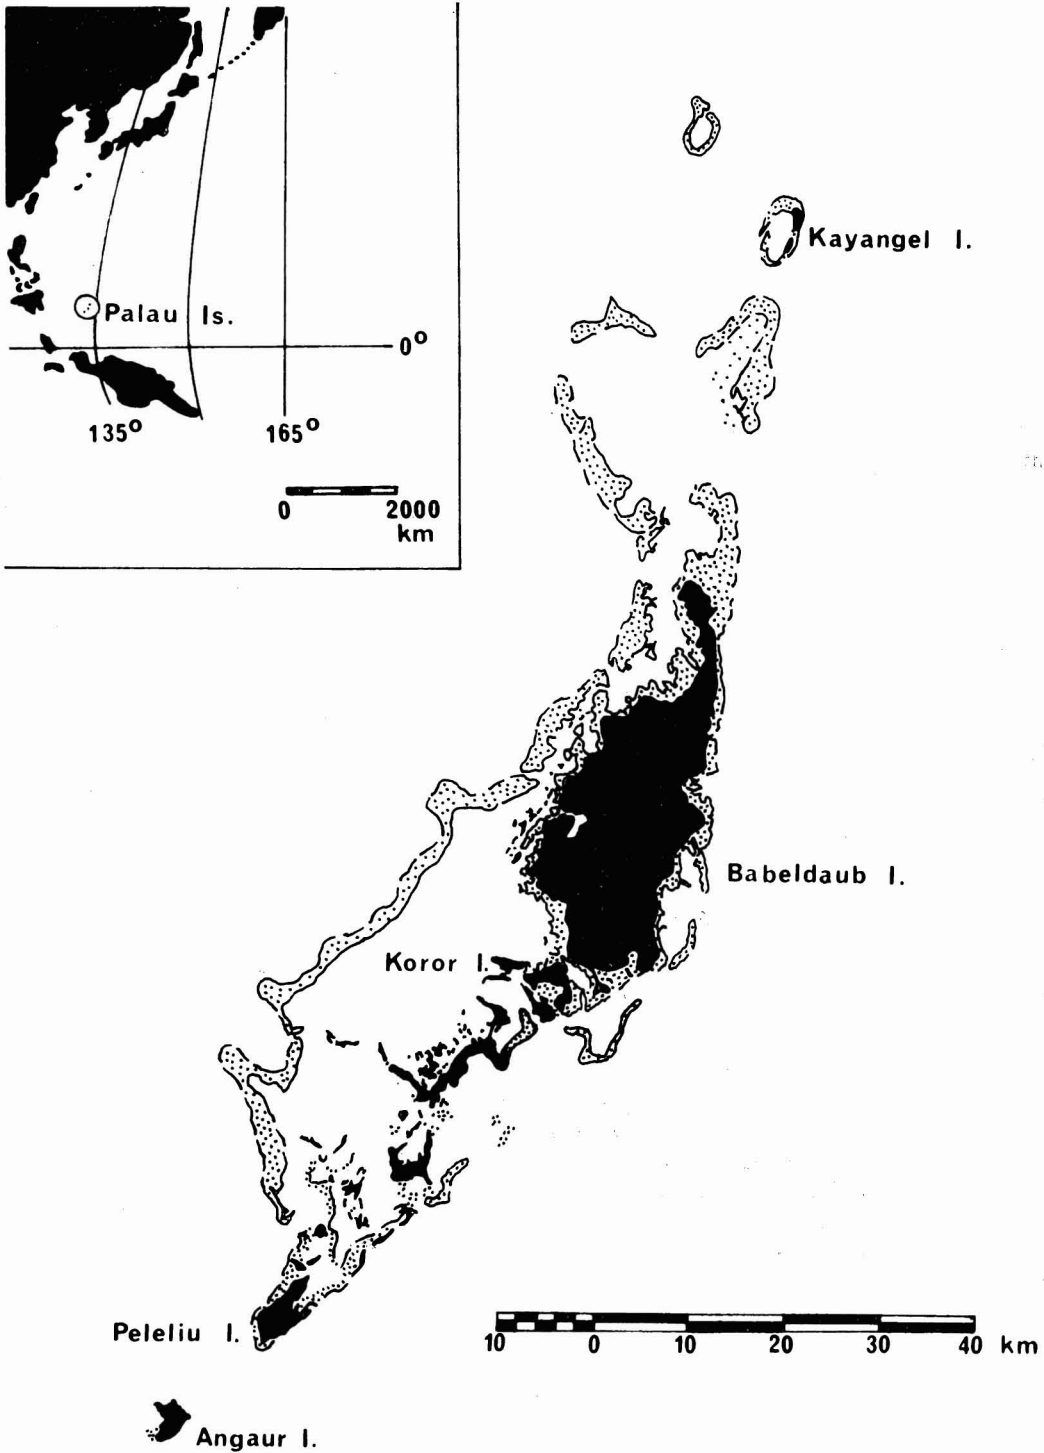 Kayangel I.
Palau Is.
0°
135° 165°
0 2000
km
Babeldaub I.
Koror I.
Peleliu I.
10 0 10 20 30 40 km
Angaur I.